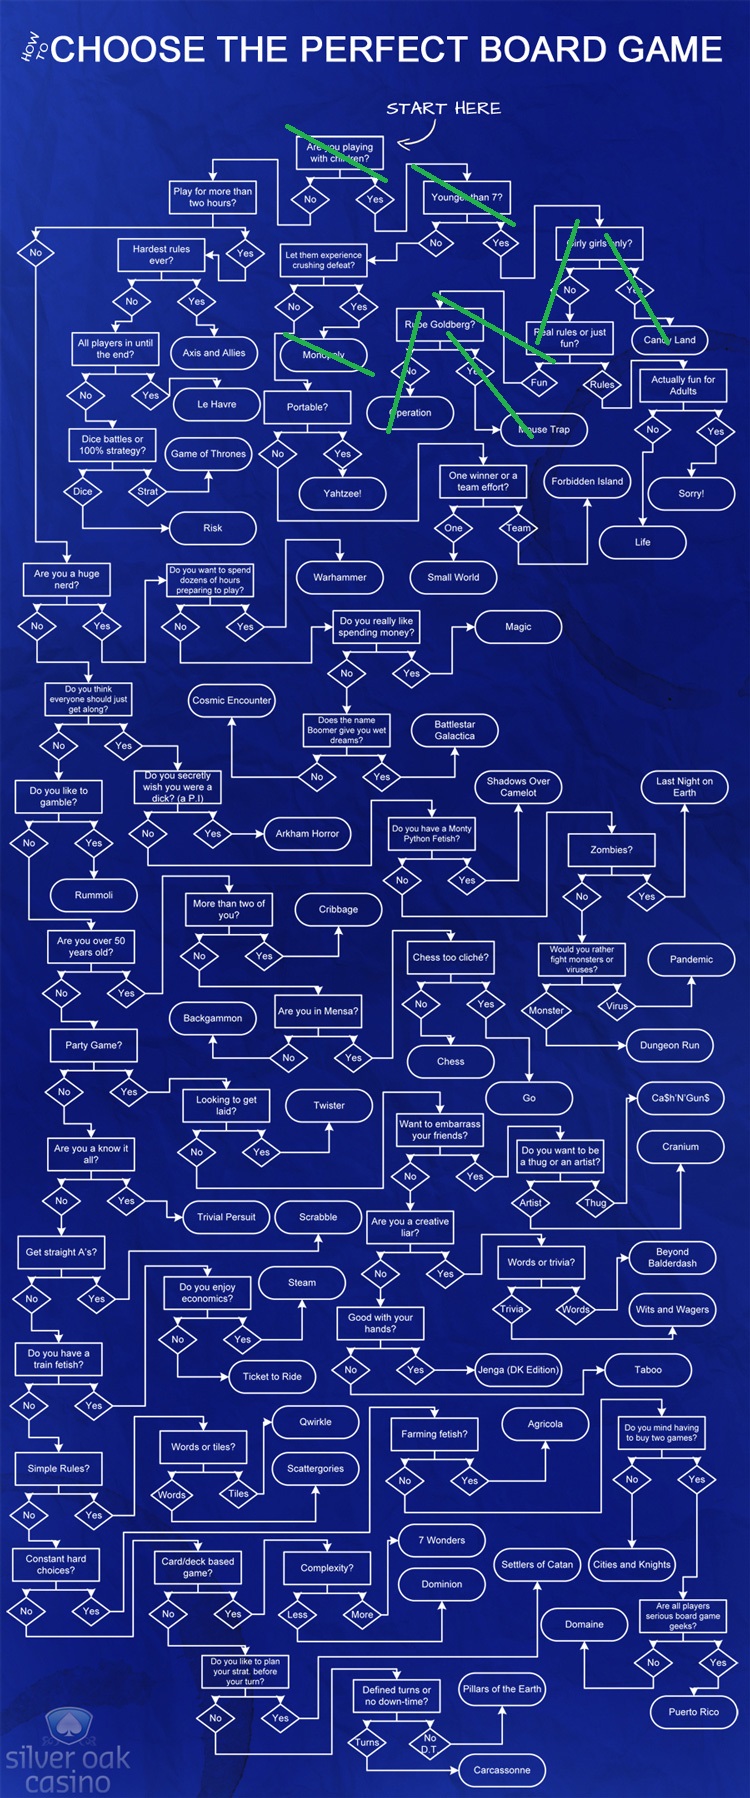 HOW TO CHOOSE THE PERFECT BOARD GAME
START HERE
Are you playing
with children?
No
Yes
Play for more than
two hours?
No
Yes
Younger than 7?
No
Yes
Girly girls only?
No
Yes
Candy Land
Hardest rules
ever?
No
Yes
Axis and Allies
Let them experience
crushing defeat?
No
Yes
Monopoly
Rube Goldberg?
No
Yes
Operation
Mouse Trap
Real rules or just
fun?
Fun
Rules
Actually fun for
Adults
No
Yes
Sorry!
Life
All players in until
the end?
No
Yes
Le Havre
Portable?
No
Yes
Yahtzee!
Dice battles or
100% strategy?
Dice
Strat
Game of Thrones
Risk
One winner or a
team effort?
One
Team
Forbidden Island
Small World
Are you a huge
nerd?
No
Yes
Do you want to spend
dozens of hours
preparing to play?
No
Yes
Warhammer
Do you really like
spending money?
No
Yes
Magic
Do you think
everyone should just
get along?
No
Yes
Cosmic Encounter
Does the name
Boomer give you wet
dreams?
No
Yes
Battlestar
Galactica
Do you like to
gamble?
No
Yes
Rummoli
Do you secretly
wish you were a
dick? (a P.I)
No
Yes
Arkham Horror
Do you have a Monty
Python Fetish?
No
Yes
Shadows Over
Camelot
Zombies?
No
Yes
Last Night on
Earth
Are you over 50
years old?
No
Yes
More than two of
you?
No
Yes
Cribbage
Are you in Mensa?
No
Yes
Backgammon
Chess too cliché?
No
Yes
Chess
Go
Would you rather
fight monsters or
viruses?
Monster
Virus
Pandemic
Dungeon Run
Party Game?
No
Yes
Looking to get
laid?
No
Yes
Twister
Want to embarrass
your friends?
No
Yes
Do you want to be
a thug or an artist?
Artist
Thug
Ca$h'N'Gun$
Cranium
Are you a know it
all?
No
Yes
Trivial Persuit
Scrabble
Are you a creative
liar?
No
Yes
Words or trivia?
Trivia
Words
Beyond
Balderdash
Wits and Wagers
Get straight A's?
No
Yes
Do you enjoy
economics?
No
Yes
Steam
Ticket to Ride
Good with your
hands?
No
Yes
Jenga (DK Edition)
Taboo
Do you have a
train fetish?
No
Yes
Simple Rules?
No
Yes
Words or tiles?
Words
Tiles
Qwirkle
Scattergories
Farming fetish?
No
Yes
Agricola
Do you mind having
to buy two games?
No
Yes
Cities and Knights
Constant hard
choices?
No
Yes
Card/deck based
game?
No
Yes
Complexity?
Less
More
7 Wonders
Dominion
Settlers of Catan
Are all players
serious board game
geeks?
No
Yes
Domaine
Puerto Rico
Do you like to plan
your strat. before
your turn?
No
Yes
Defined turns or
no down-time?
Turns
No
D.T
Pillars of the Earth
Carcassonne
silver oak
casino